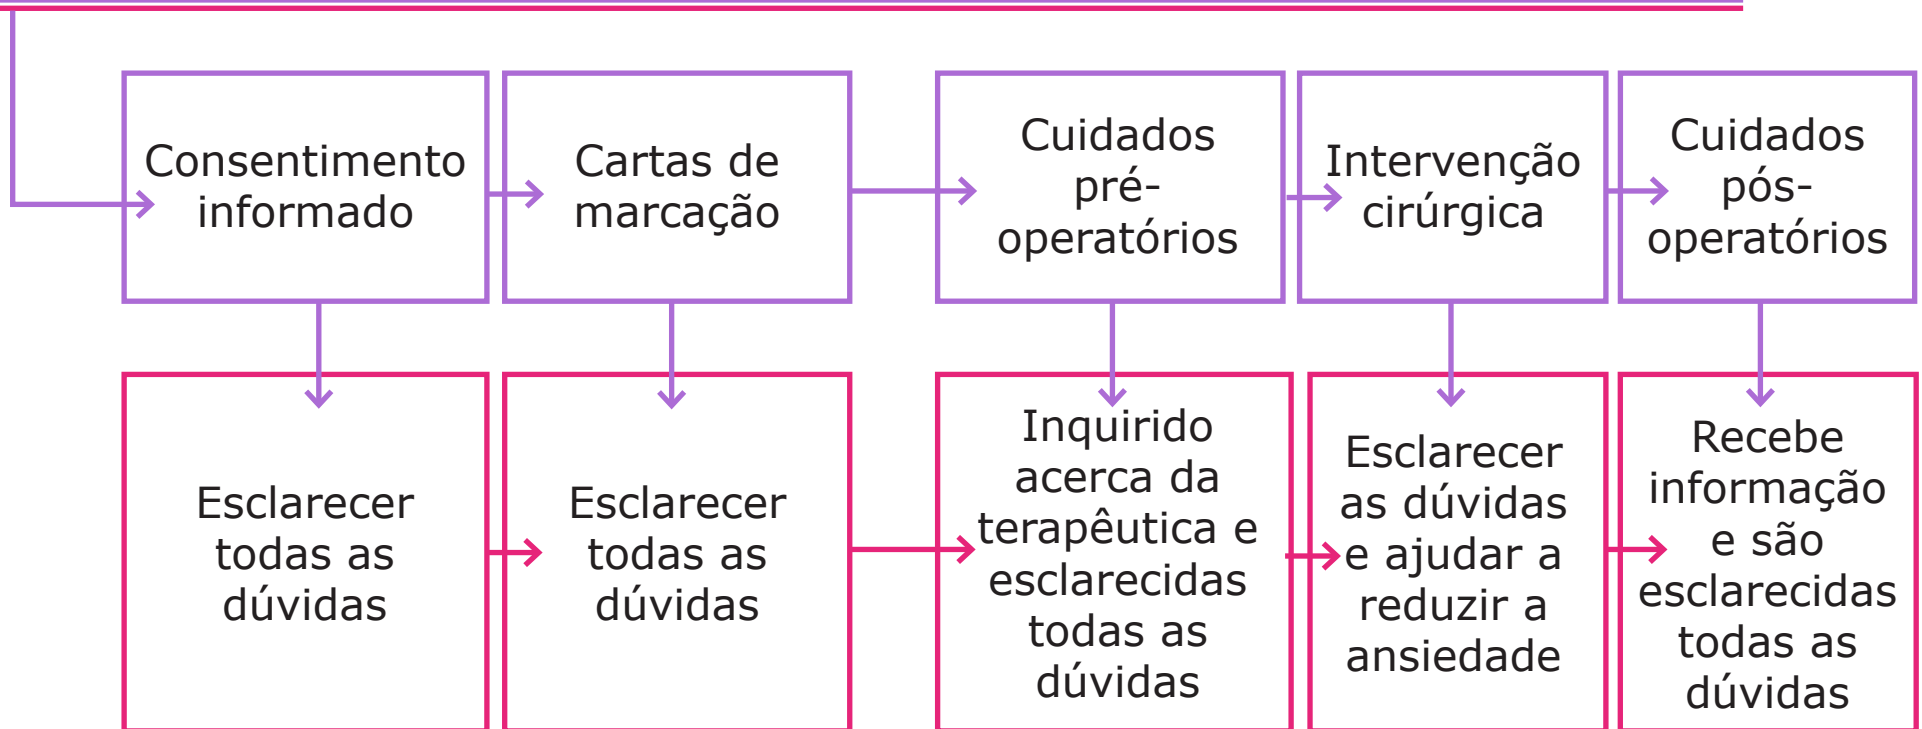 Consentimento
informado
Cartas de
marcação
Cuidados
pré-
operatórios
Intervenção
cirúrgica
Cuidados
pós-
operatórios
Esclarecer
todas as
dúvidas
Esclarecer
todas as
dúvidas
Inquirido
acerca da
terapêutica e
esclarecidas
todas as
dúvidas
Esclarecer
as dúvidas
e ajudar a
reduzir a
ansiedade
Recebe
informação
e são
esclarecidas
todas as
dúvidas